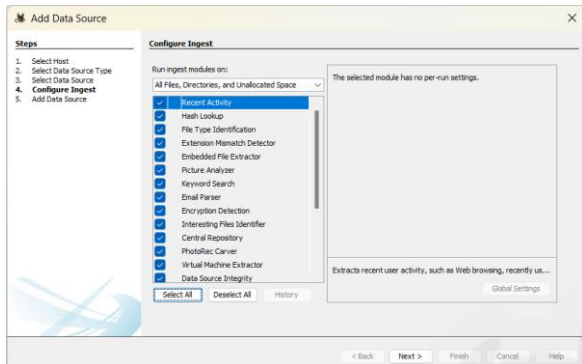 Add Data Source
Steps
1. Select Host
2. Select Data Source Type
3. Select Data Source
4. Configure Ingest
5. Add Data Source
Configure Ingest
Run ingest modules on:
All Files, Directories, and Unallocated Space
Recent Activity
Hash Lookup
File Type Identification
Extension Mismatch Detector
Embedded File Extractor
Picture Analyzer
Keyword Search
Email Parser
Encryption Detection
Interesting Files Identifier
Central Repository
PhotoRec Carver
Virtual Machine Extractor
Data Source Integrity
Select All
Deselect All
History
The selected module has no per-run settings.
Extracts recent user activity, such as Web browsing, recently us...
Global Settings
< Back
Next >
Finish
Cancel
Help